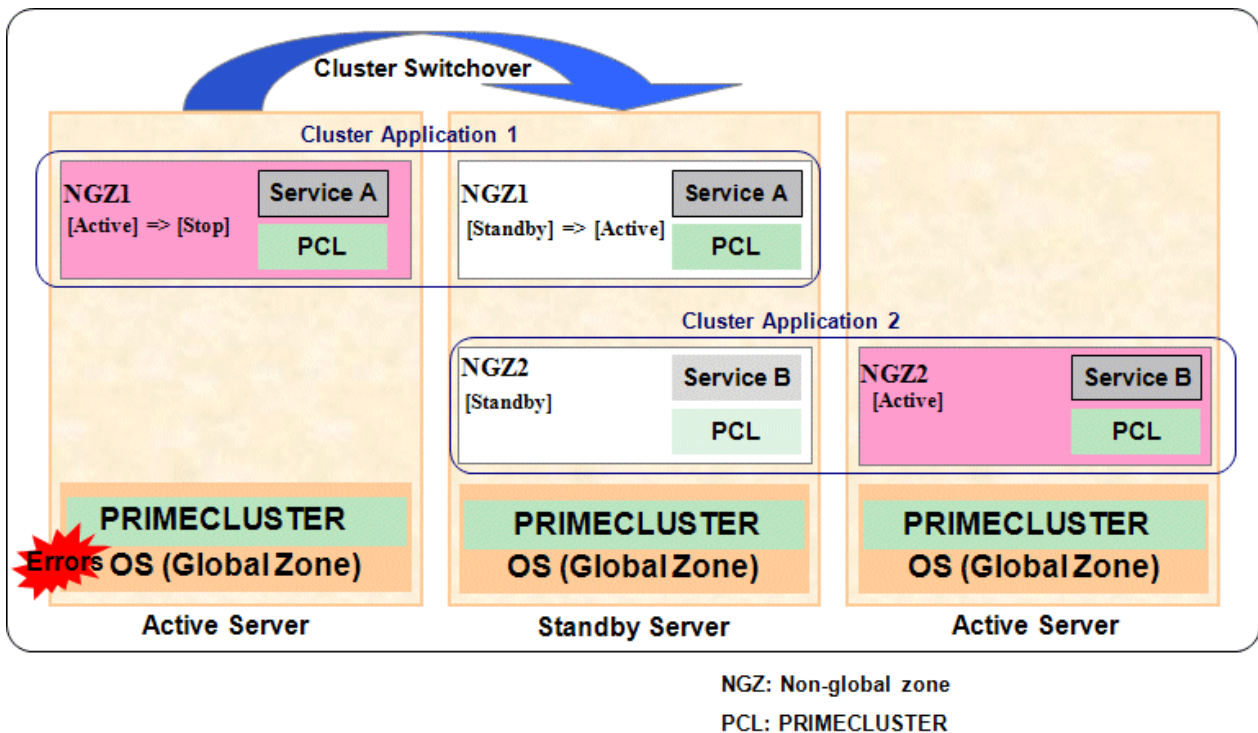 Cluster Switchover
Cluster Application 1
NGZ1
[Active] => [Stop]
Service A
PCL
NGZ1
[Standby] => [Active]
Service A
PCL
Cluster Application 2
NGZ2
[Standby]
Service B
PCL
NGZ2
[Active]
Service B
PCL
PRIMECLUSTER
Errors OS (Global Zone)
Active Server
PRIMECLUSTER
OS (Global Zone)
Standby Server
PRIMECLUSTER
OS (Global Zone)
Active Server
NGZ: Non-global zone
PCL: PRIMECLUSTER